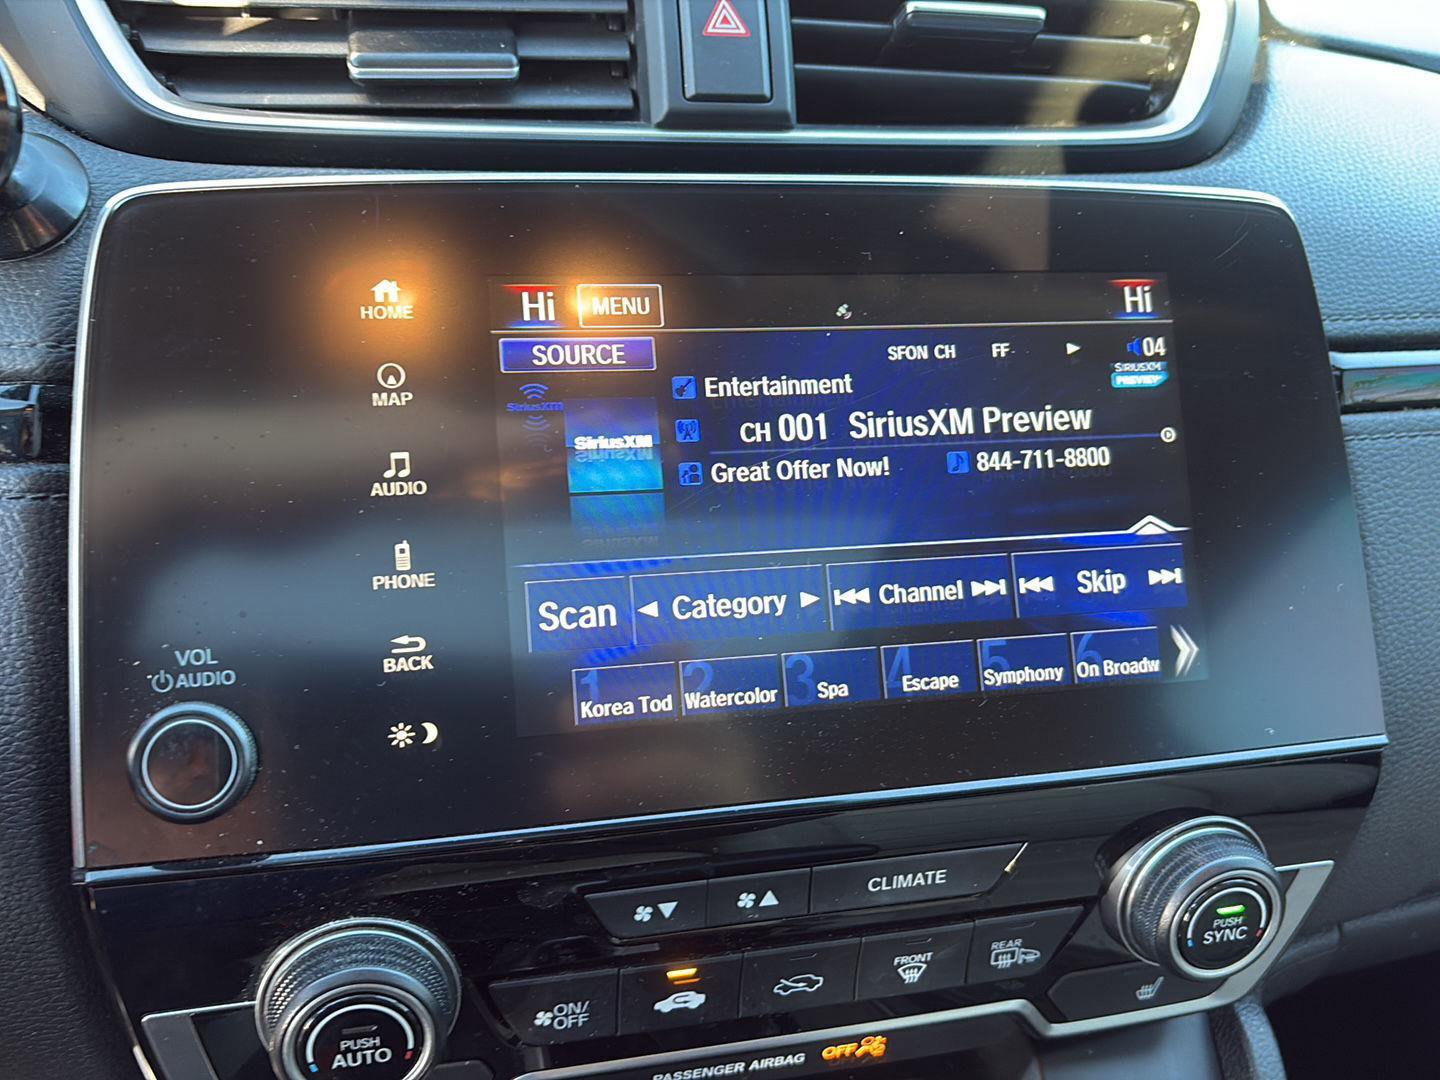 Hi
MENU
Hi
HOME
SOURCE
SFON CH
FF
04
SIRIUSXM
PREVIEW
SiriusXM
SiriusXM
Entertainment
CH 001 SiriusXM Preview
Great Offer Now!
844-711-8800
MAP
AUDIO
PHONE
BACK
VOL
AUDIO
Scan
Category
Channel
Skip
1
Korea Tod
2
Watercolor
3
Spa
4
Escape
5
Symphony
6
On Broadw
CLIMATE
PUSH
SYNC
ON/
OFF
FRONT
REAR
PUSH
AUTO
PASSENGER AIRBAG
OFF